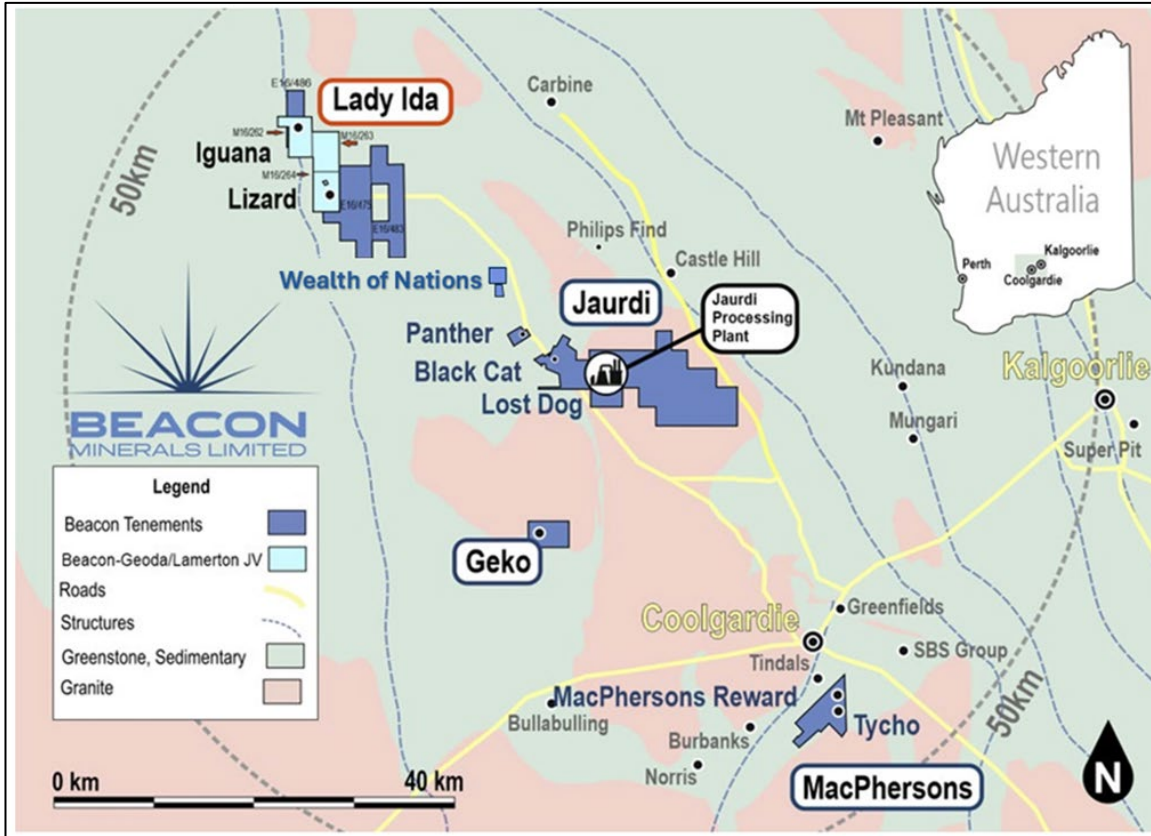 E16/486
Lady Ida
M16/262
M16/263
Iguana
M16/264
Lizard
E16/475
E16/483
50km
Carbine
Mt Pleasant
Western
Australia
Kalgoorlie
Perth
Coolgardie
Philips Find
Castle Hill
Wealth of Nations
Jaurdi
Jaurdi
Processing
Plant
Panther
Black Cat
Lost Dog
Kundana
Kalgoorlie
Mungari
Super Pit
BEACON
MINERALS LIMITED
Legend
Beacon Tenements
Beacon-Geoda/Lamerton JV
Roads
Structures
Greenstone, Sedimentary
Granite
Geko
Greenfields
Coolgardie
SBS Group
Tindals
MacPhersons Reward
Tycho
Bullabulling
Burbanks
Norris
50km
MacPhersons
0 km
40 km
N